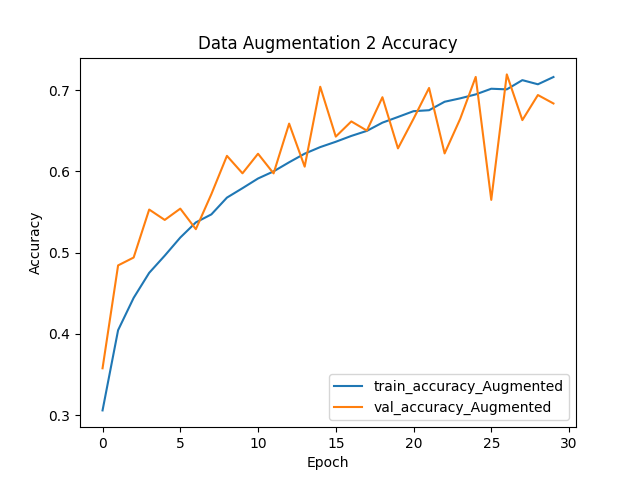 Data Augmentation 2 Accuracy
0.7
0.6
0.5
0.4
0.3
Accuracy
train_accuracy_Augmented
val_accuracy_Augmented
0 5 10 15 20 25 30
Epoch